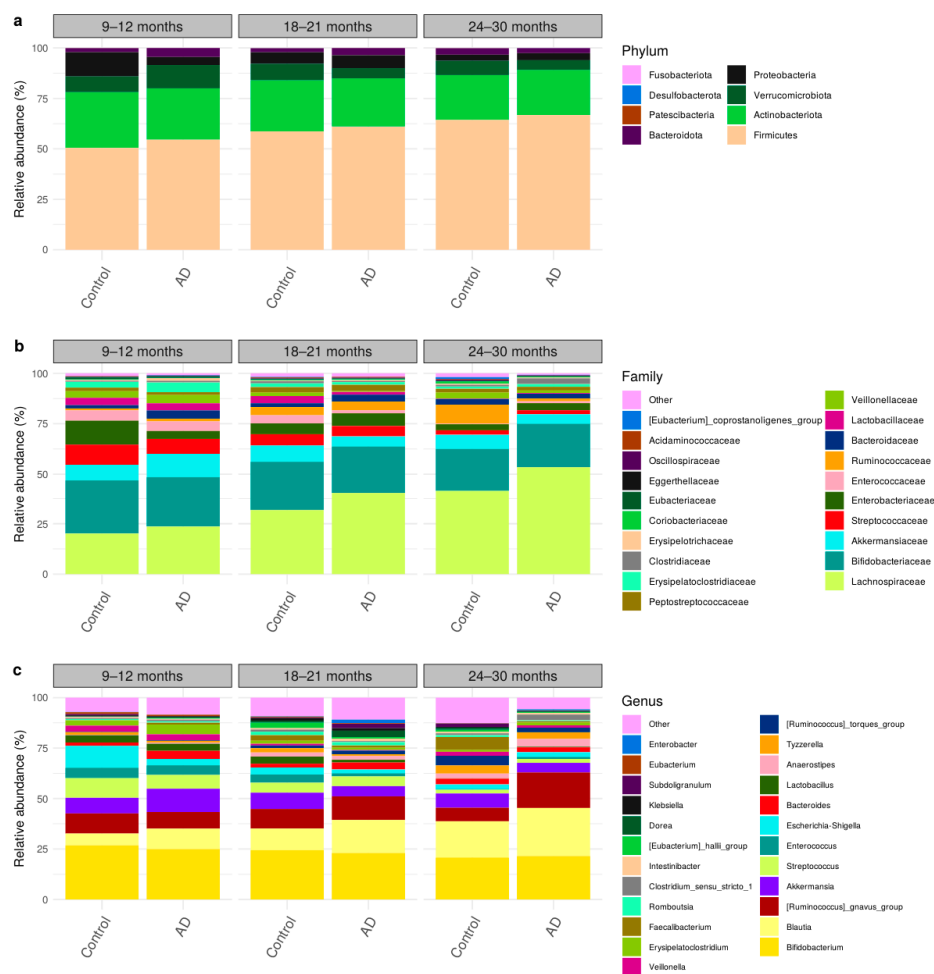 a
9–12 months
18–21 months
24–30 months
Relative abundance (%)
100
75
50
25
0
Control
AD
Control
AD
Control
AD
Phylum
Fusobacteriota
Desulfobacterota
Patescibacteria
Bacteroidota
Proteobacteria
Verrucomicrobiota
Actinobacteriota
Firmicutes
b
9–12 months
18–21 months
24–30 months
Relative abundance (%)
100
75
50
25
0
Control
AD
Control
AD
Control
AD
Family
Other
[Eubacterium]_coprostanoligenes_group
Acidaminococcaceae
Oscillospiraceae
Eggerthellaceae
Eubacteriaceae
Coriobacteriaceae
Erysipelotrichaceae
Clostridiaceae
Erysipelatoclostridiaceae
Peptostreptococcaceae
Veillonellaceae
Lactobacillaceae
Bacteroidaceae
Ruminococcaceae
Enterococcaceae
Enterobacteriaceae
Streptococcaceae
Akkermansiaceae
Bifidobacteriaceae
Lachnospiraceae
c
9–12 months
18–21 months
24–30 months
Relative abundance (%)
100
75
50
25
0
Control
AD
Control
AD
Control
AD
Genus
Other
Enterobacter
Eubacterium
Subdoligranulum
Klebsiella
Dorea
[Eubacterium]_hallii_group
Intestinibacter
Clostridium_sensu_stricto_1
Romboutsia
Faecalibacterium
Erysipelatoclostridium
Veillonella
[Ruminococcus]_torques_group
Tyzzerella
Anaerostipes
Lactobacillus
Bacteroides
Escherichia-Shigella
Enterococcus
Streptococcus
Akkermansia
[Ruminococcus]_gnavus_group
Blautia
Bifidobacterium